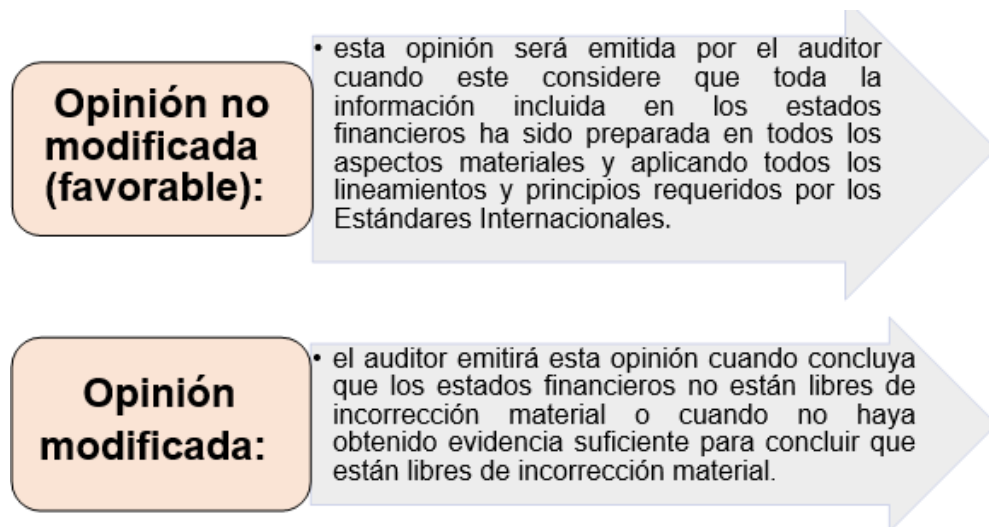 Opinión no
modificada
(favorable):
• esta opinión será emitida por el auditor
cuando este considere que toda la
información incluida en los estados
financieros ha sido preparada en todos los
aspectos materiales y aplicando todos los
lineamientos y principios requeridos por los
Estándares Internacionales.
Opinión
modificada:
• el auditor emitirá esta opinión cuando concluya
que los estados financieros no están libres de
incorrección material o cuando no haya
obtenido evidencia suficiente para concluir que
están libres de incorrección material.